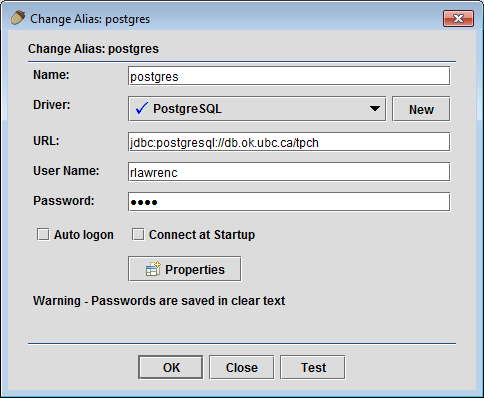 Change Alias: postgres
Change Alias: postgres
Name: postgres
Driver: PostgreSQL New
URL: jdbc:postgresql://db.ok.ubc.ca/tpch
User Name: rlawrenc
Password: ●●●●
Auto logon Connect at Startup
Properties
Warning - Passwords are saved in clear text
OK Close Test